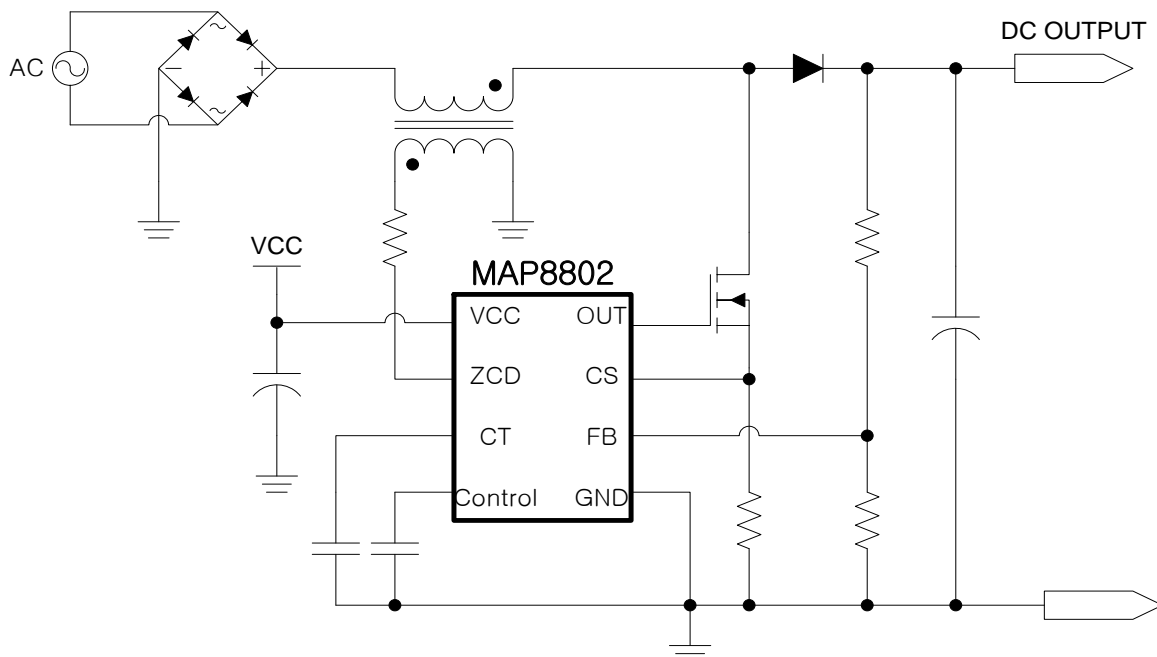 DC OUTPUT
AC
VCC
MAP8802
VCC
OUT
ZCD
CS
CT
FB
Control
GND